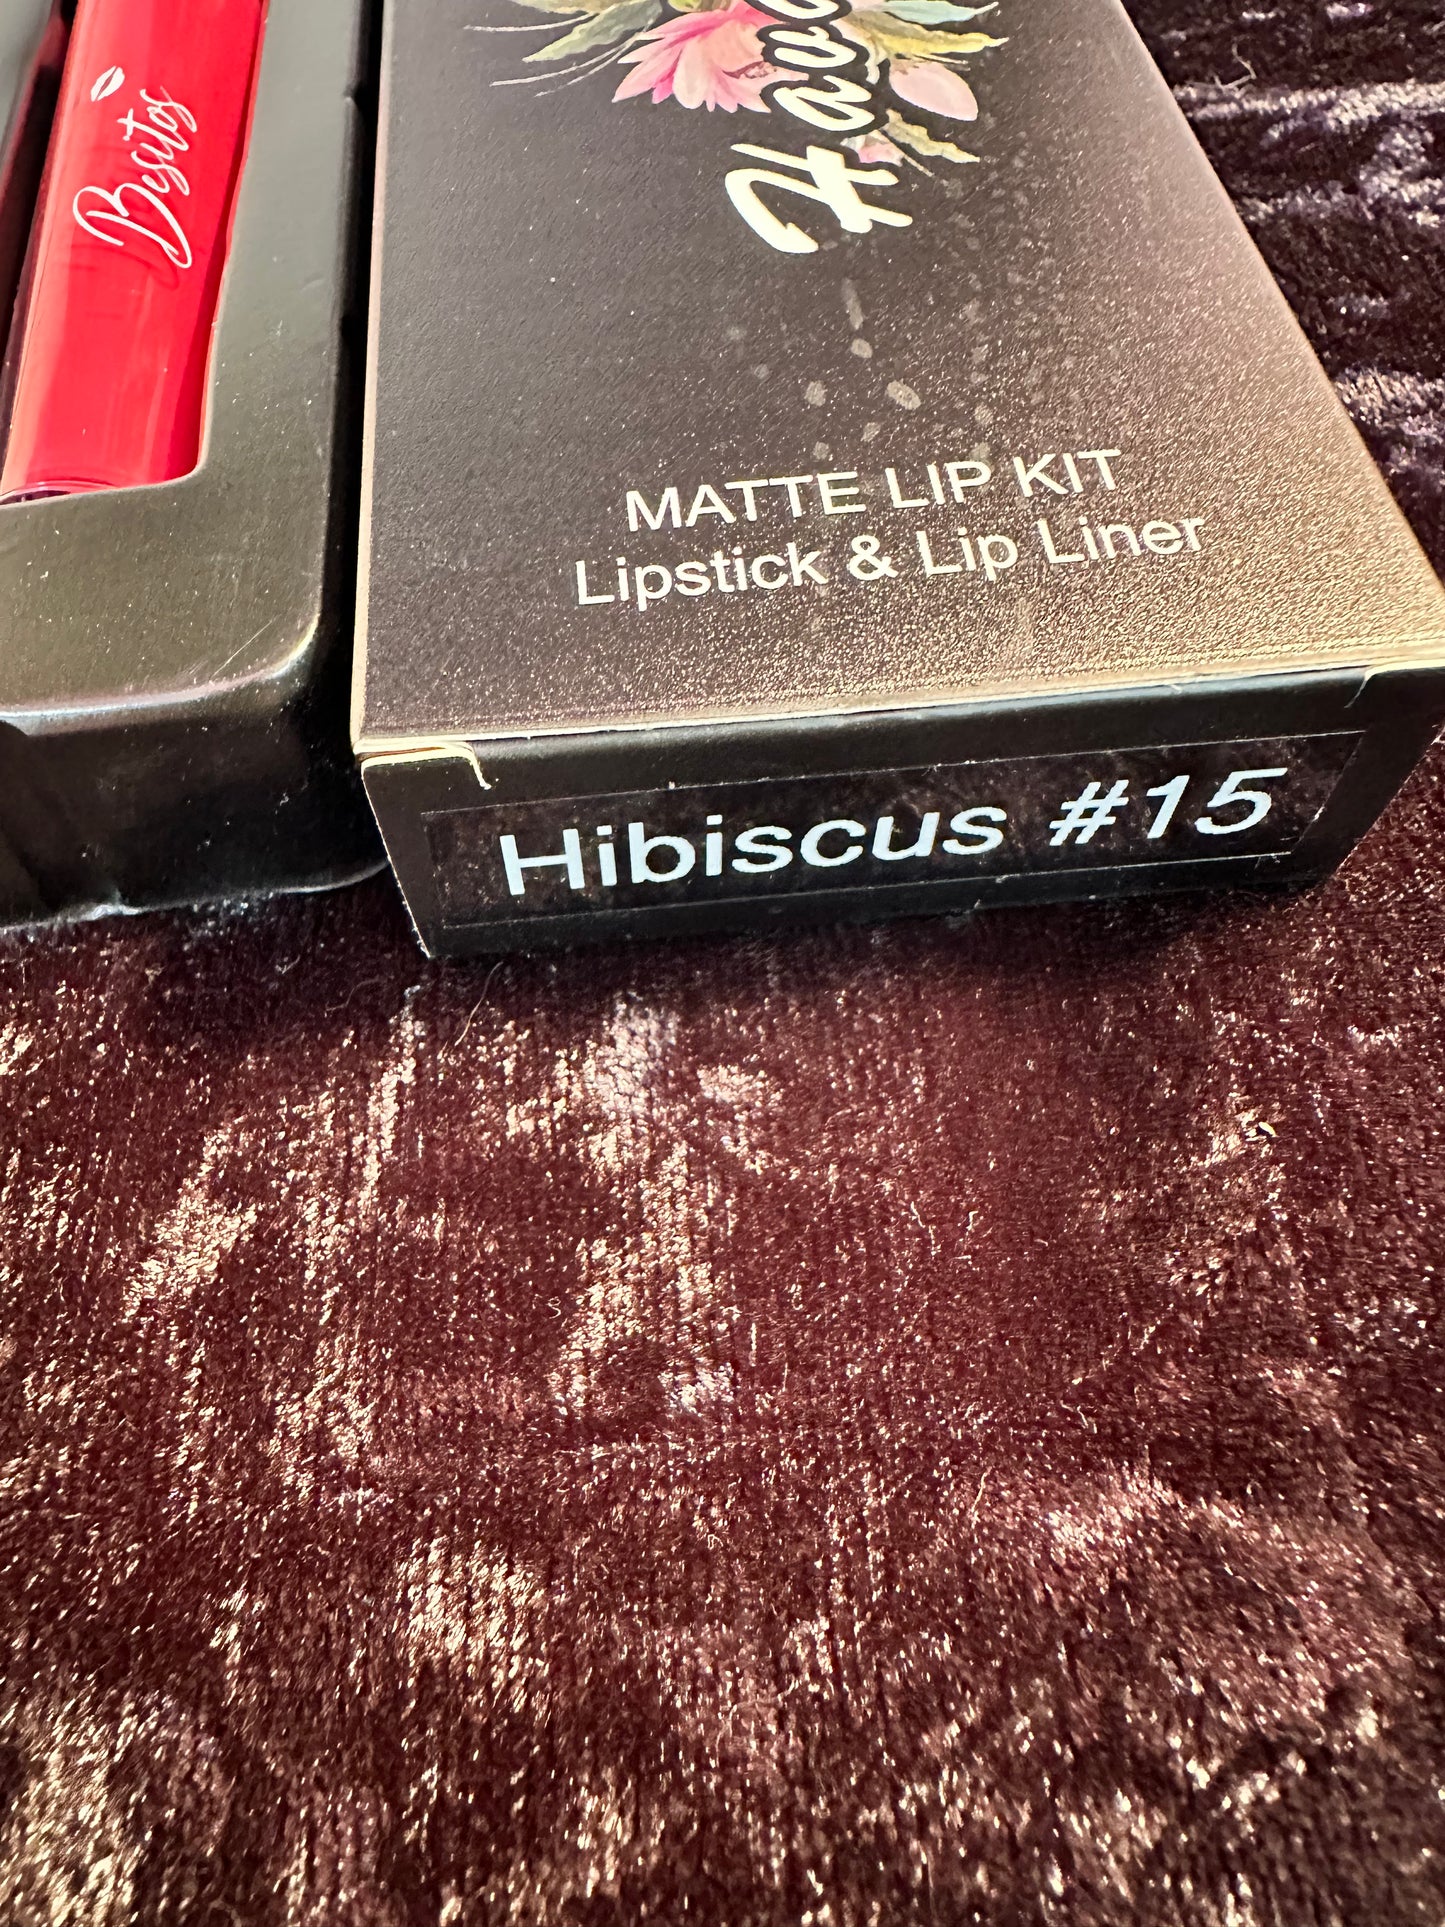 Besitos
MATTE LIP KIT
Lipstick & Lip Liner
Hibiscus #15